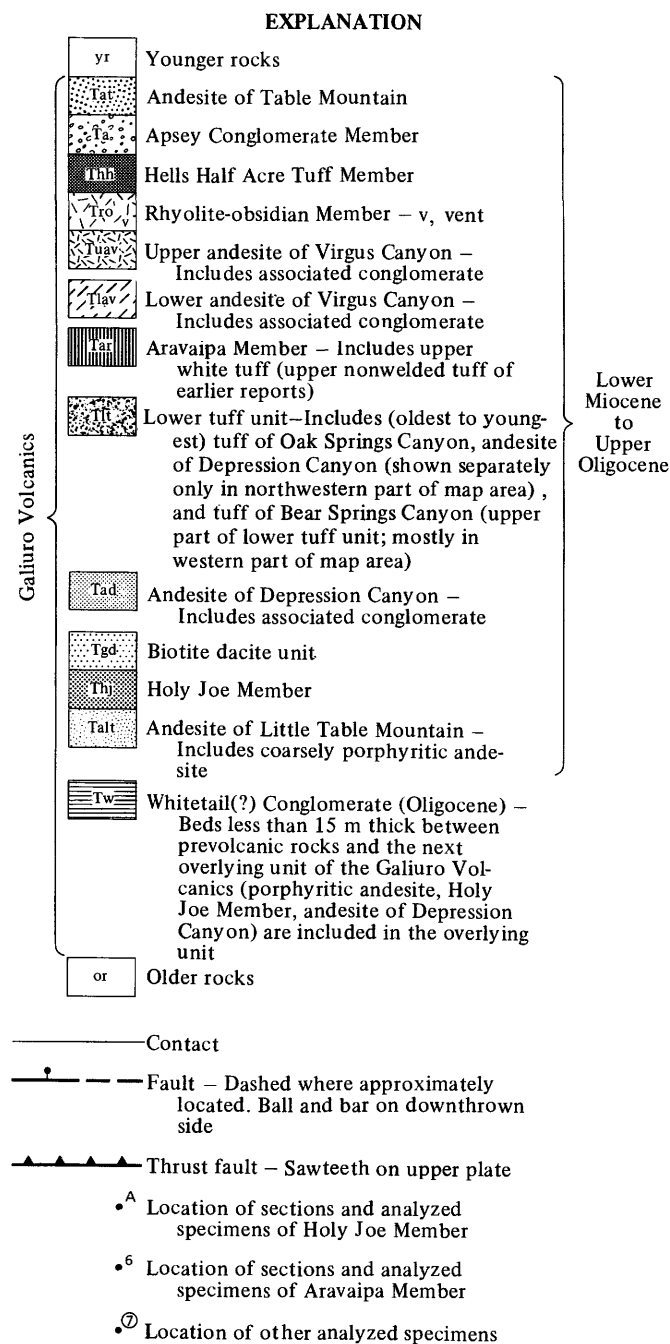 EXPLANATION
yr Younger rocks
Tat Andesite of Table Mountain
Ta Apsey Conglomerate Member
Thh Hells Half Acre Tuff Member
Tro v Rhyolite-obsidian Member – v, vent
Tuav Upper andesite of Virgus Canyon –
Includes associated conglomerate
Tlav Lower andesite of Virgus Canyon –
Includes associated conglomerate
Tar Aravaipa Member – Includes upper
white tuff (upper nonwelded tuff of
earlier reports)
Tlt Lower tuff unit–Includes (oldest to young-
est) tuff of Oak Springs Canyon, andesite
of Depression Canyon (shown separately
only in northwestern part of map area) ,
and tuff of Bear Springs Canyon (upper
part of lower tuff unit; mostly in
western part of map area)
Tad Andesite of Depression Canyon –
Includes associated conglomerate
Tgd Biotite dacite unit
Thj Holy Joe Member
Talt Andesite of Little Table Mountain –
Includes coarsely porphyritic ande-
site
Tw Whitetail(?) Conglomerate (Oligocene) –
Beds less than 15 m thick between
prevolcanic rocks and the next
overlying unit of the Galiuro Vol-
canics (porphyritic andesite, Holy
Joe Member, andesite of Depression
Canyon) are included in the overlying
unit
or Older rocks
Galiuro Volcanics
Lower
Miocene
to
Upper
Oligocene
Contact
Fault – Dashed where approximately
located. Ball and bar on downthrown
side
Thrust fault – Sawteeth on upper plate
A Location of sections and analyzed
specimens of Holy Joe Member
6 Location of sections and analyzed
specimens of Aravaipa Member
⑦ Location of other analyzed specimens